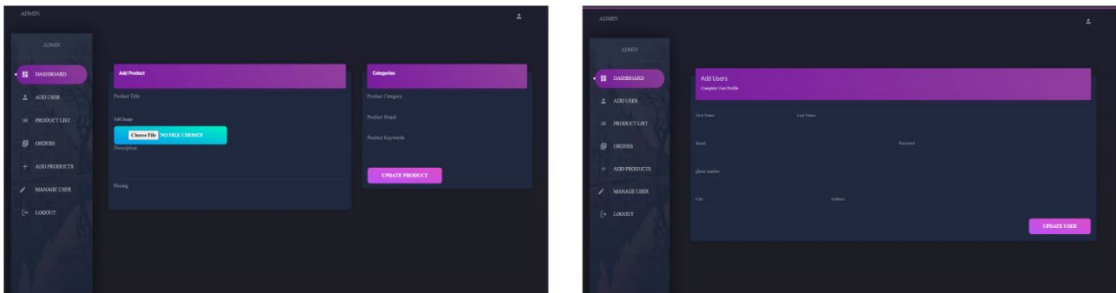 ADMIN
ADMIN
DASHBOARD
ADD USER
PRODUCT LIST
ORDERS
ADD PRODUCTS
MANAGE USER
LOGOUT
Add Product
Product Title
Add Image
Choose File NO FILE CHOSEN
Description
Pricing
Categories
Product Category
Product Brand
Product Keywords
UPDATE PRODUCT
ADMIN
ADMIN
DASHBOARD
ADD USER
PRODUCT LIST
ORDERS
ADD PRODUCTS
MANAGE USER
LOGOUT
Add Users
Complete User Profile
First Name Last Name
Email Password
phone number
City Address
UPDATE USER